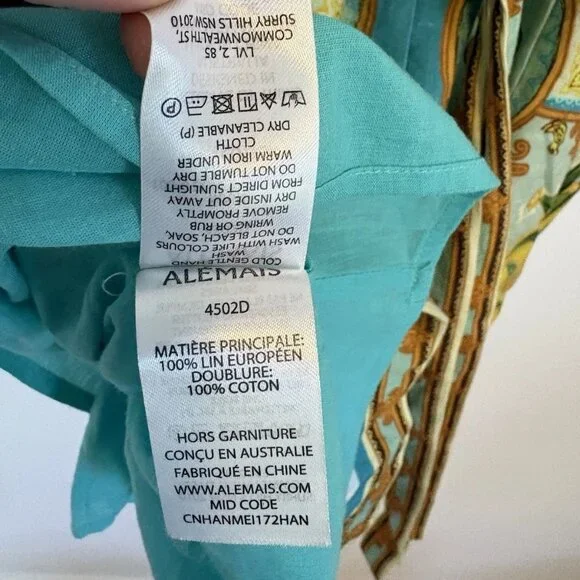 ALEMAIS
4502D
MATIÈRE PRINCIPALE:
100% LIN EUROPÉEN
DOUBLURE:
100% COTON
HORS GARNITURE
CONÇU EN AUSTRALIE
FABRIQUÉ EN CHINE
WWW.ALEMAIS.COM
MID CODE
CNHANMEI172HAN
COLD GENTLE HAND
WASH
WASH WITH LIKE COLOURS
DO NOT BLEACH, SOAK,
WRING OR RUB
REMOVE PROMPTLY
DRY INSIDE OUT AWAY
FROM DIRECT SUNLIGHT
DO NOT TUMBLE DRY
WARM IRON UNDER
CLOTH
DRY CLEANABLE (P)
P
LVL 2, 85
COMMONWEALTH ST,
SURRY HILLS NSW 2010